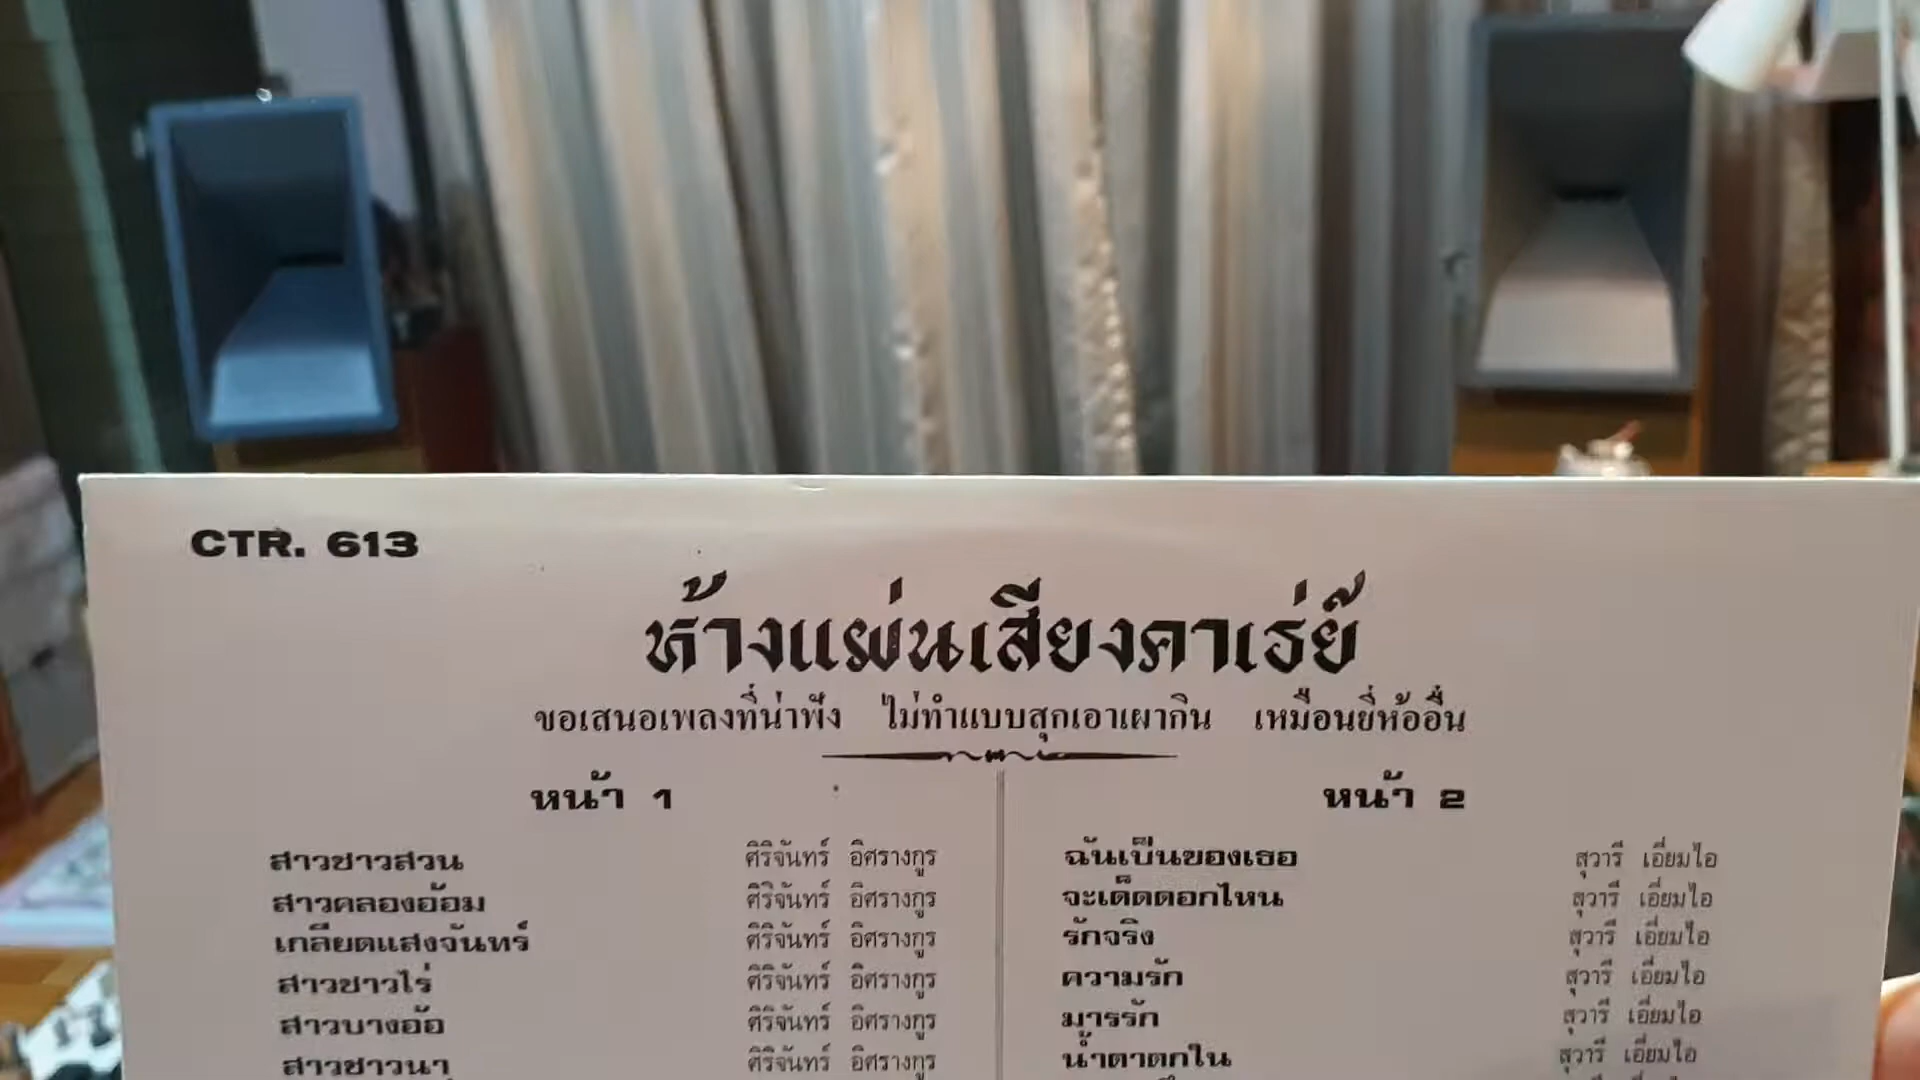 CTR. 613
ห้างแผ่นเสียงคาเธ่ย์
ขอเสนอเพลงที่น่าฟัง ไม่ทำแบบสุกเอาเผากิน เหมือนยี่ห้ออื่น
หน้า 1
สาวชาวสวน ศิริจันทร์ อิศรางกูร
สาวคลองอ้อม ศิริจันทร์ อิศรางกูร
เกลียดแสงจันทร์ ศิริจันทร์ อิศรางกูร
สาวชาวไร่ ศิริจันทร์ อิศรางกูร
สาวบางอ้อ ศิริจันทร์ อิศรางกูร
สาวชาวนา ศิริจันทร์ อิศรางกูร
หน้า 2
ฉันเป็นของเธอ สุวารี เอี่ยมไอ
จะเด็ดดอกไหน สุวารี เอี่ยมไอ
รักจริง สุวารี เอี่ยมไอ
ความรัก สุวารี เอี่ยมไอ
มารรัก สุวารี เอี่ยมไอ
น้ำตาตกใน สุวารี เอี่ยมไอ